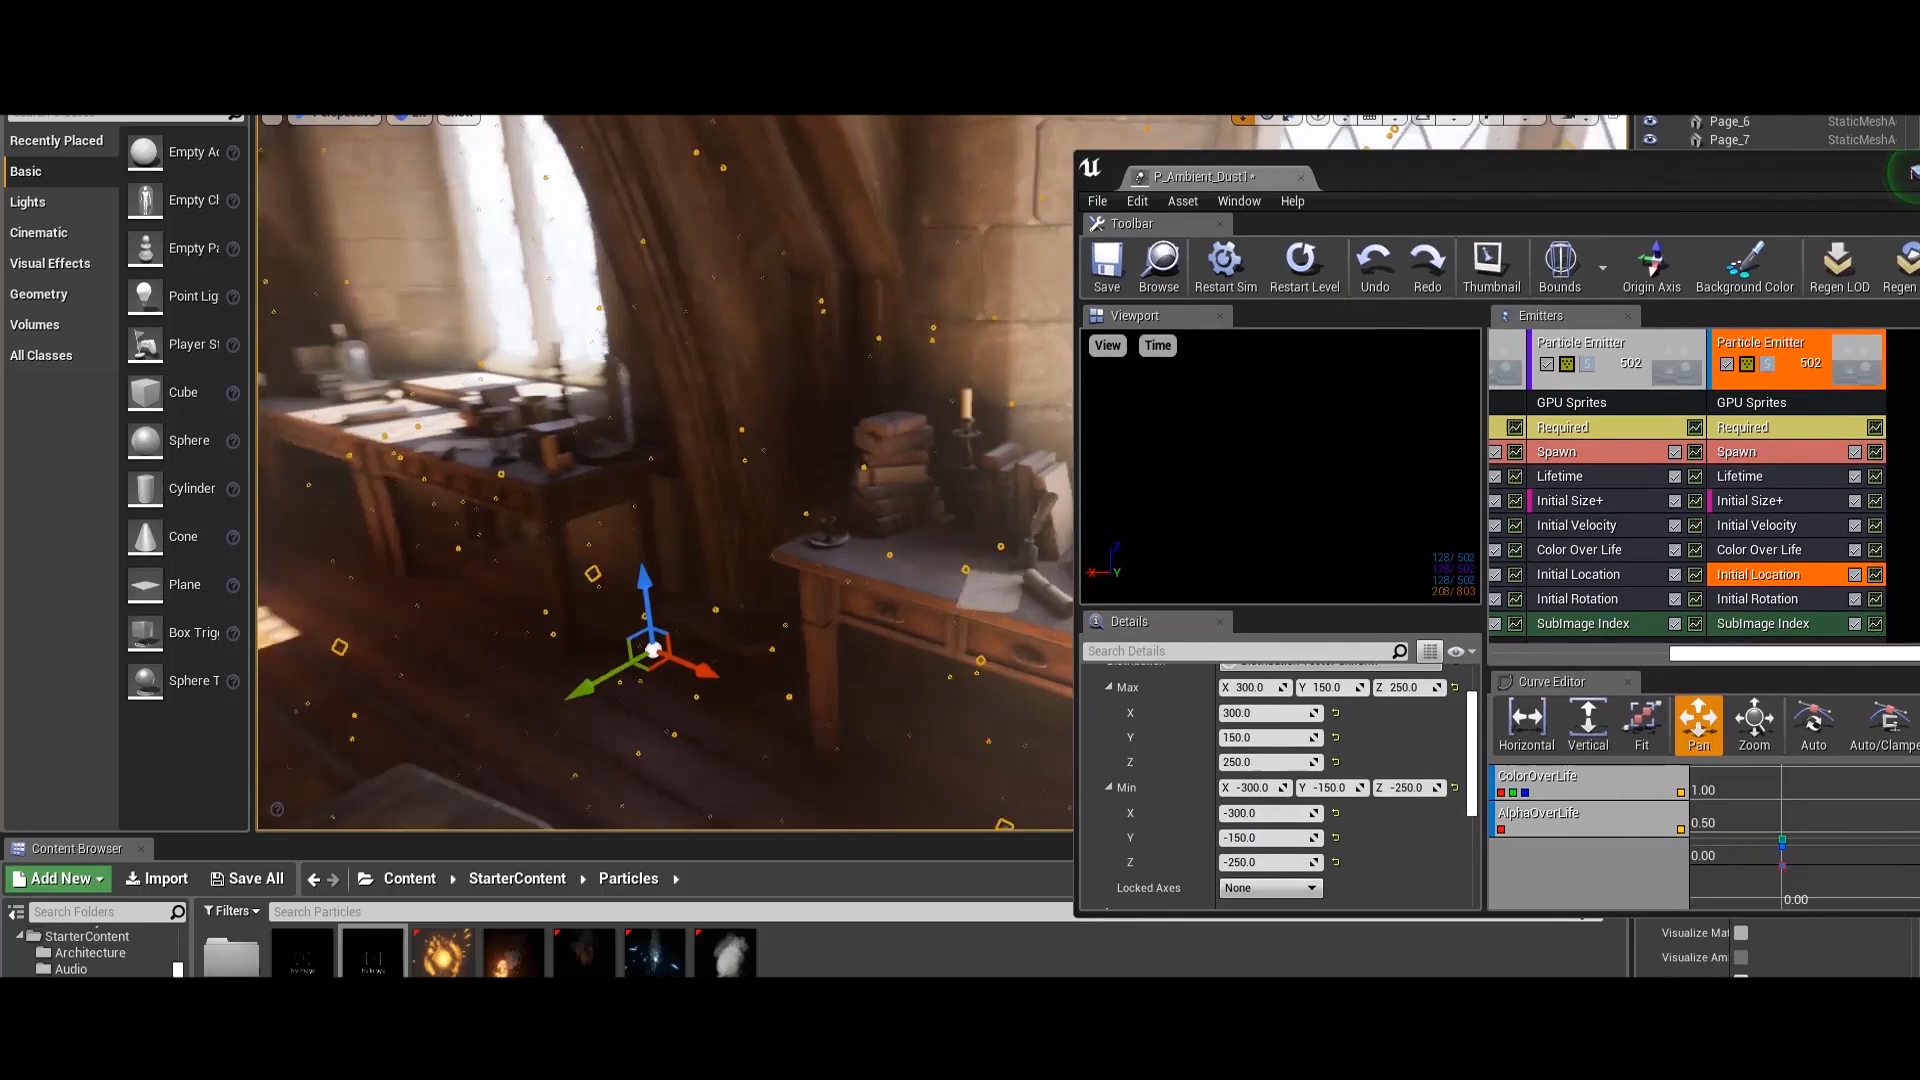 Recently Placed
Basic
Lights
Cinematic
Visual Effects
Geometry
Volumes
All Classes
Empty Ac
Empty Ch
Empty Pa
Point Lig
Player St
Cube
Sphere
Cylinder
Cone
Plane
Box Trigg
Sphere T
Page_6 StaticMeshA
Page_7 StaticMeshA
P_Ambient_Dust1*
File Edit Asset Window Help
Toolbar
Save Browse Restart Sim Restart Level Undo Redo Thumbnail Bounds Origin Axis Background Color Regen LOD Regen
Viewport
View Time
Z
X Y
128/ 502
128/ 502
128/ 502
208/ 803
Emitters
Particle Emitter Particle Emitter
S 502 S 502
GPU Sprites GPU Sprites
Required Required
Spawn Spawn
Lifetime Lifetime
Initial Size+ Initial Size+
Initial Velocity Initial Velocity
Color Over Life Color Over Life
Initial Location Initial Location
Initial Rotation Initial Rotation
SubImage Index SubImage Index
Details
Search Details
Max X 300.0 Y 150.0 Z 250.0
X 300.0
Y 150.0
Z 250.0
Min X -300.0 Y -150.0 Z -250.0
X -300.0
Y -150.0
Z -250.0
Locked Axes None
Curve Editor
Horizontal Vertical Fit Pan Zoom Auto Auto/Clampe
ColorOverLife
AlphaOverLife
1.00
0.50
0.00
0.00
Content Browser
Add New Import Save All Content StarterContent Particles
Search Folders Filters Search Particles
StarterContent
Architecture
Audio
Visualize Mat
Visualize Am